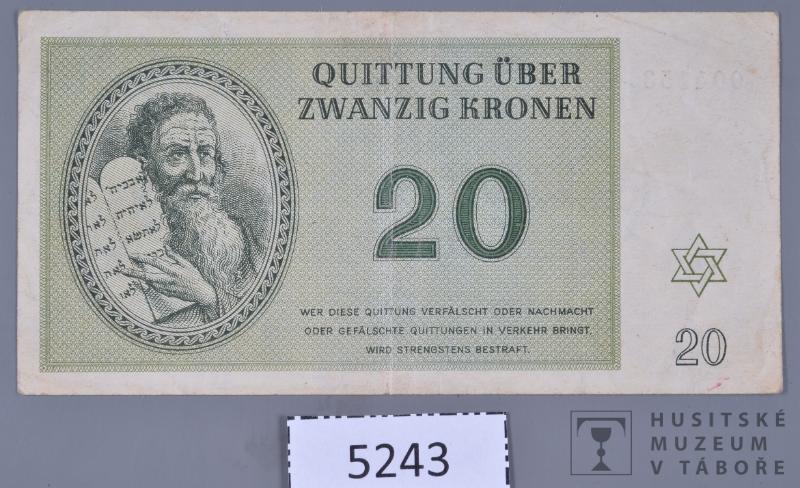 QUITTUNG ÜBER
ZWANZIG KRONEN
20
WER DIESE QUITTUNG VERFÄLSCHT ODER NACHMACHT
ODER GEFÄLSCHTE QUITTUNGEN IN VERKEHR BRINGT,
WIRD STRENGSTENS BESTRAFT.
20
5243
HUSITSKÉ
MUZEUM
V TÁBOŘE